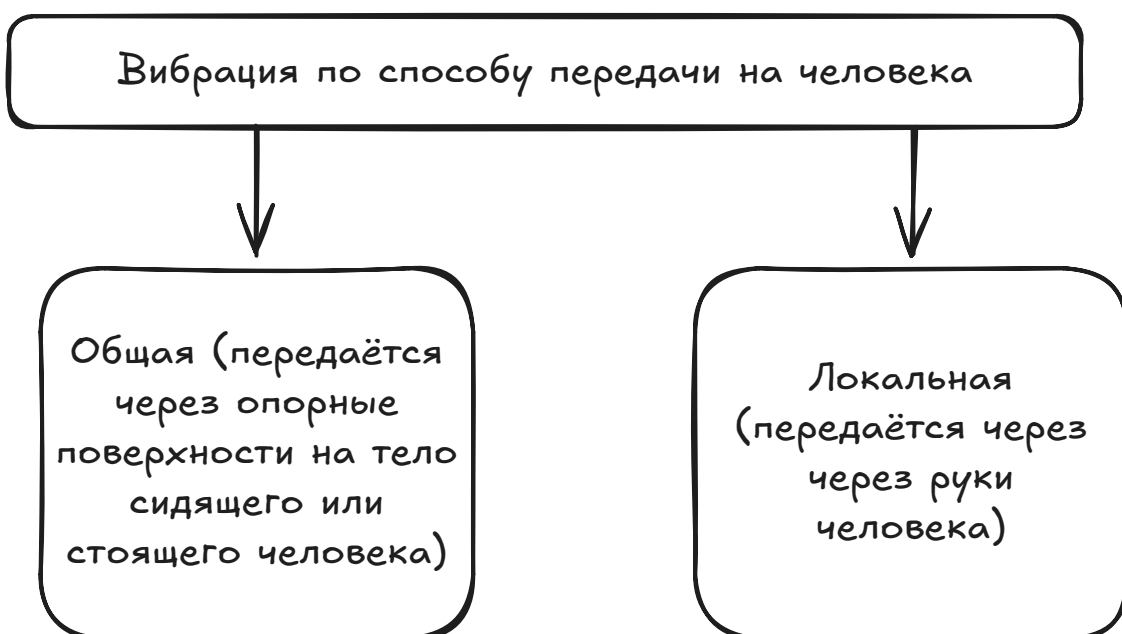 Вибрация по способу передачи на человека
Общая (передаётся
через опорные
поверхности на тело
сидящего или
стоящего человека)
Локальная
(передаётся через
через руки
человека)